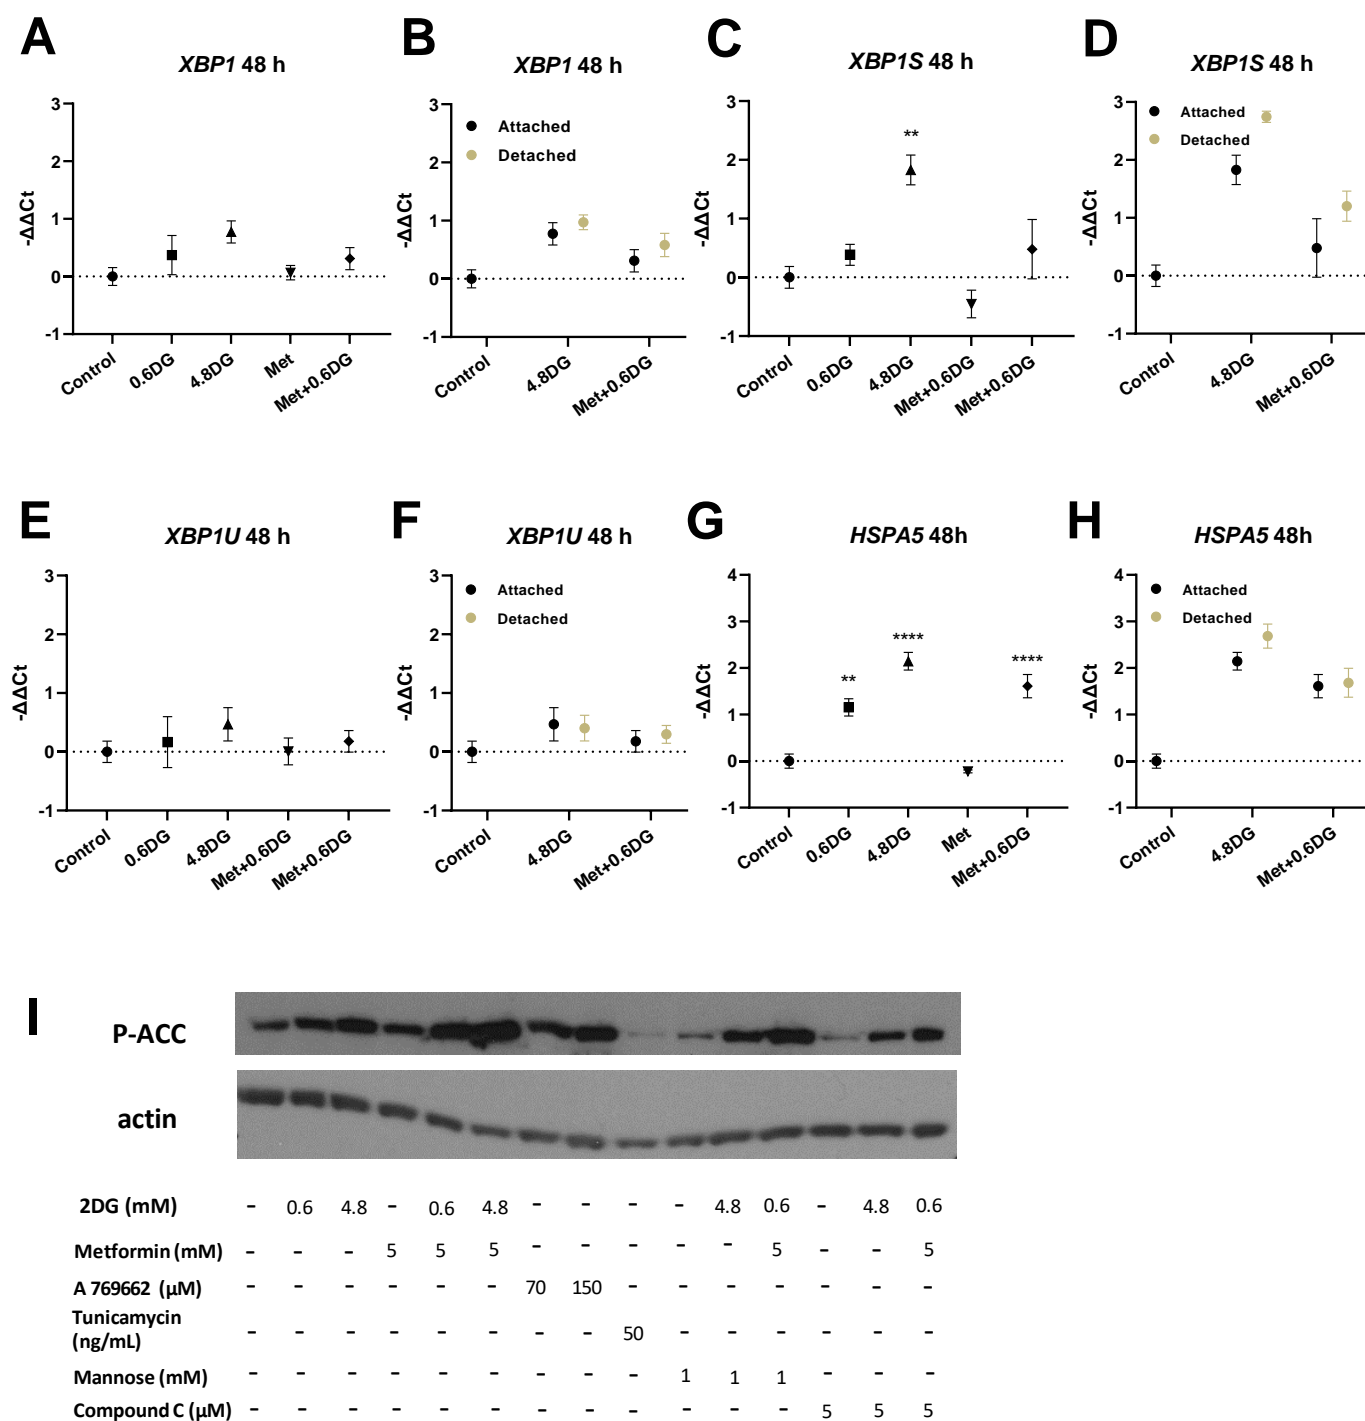 A
XBP1 48 h
-ΔΔCt
3
2
1
0
-1
Control
0.6DG
4.8DG
Met
Met+0.6DG
B
XBP1 48 h
-ΔΔCt
3
2
1
0
-1
Attached
Detached
Control
4.8DG
Met+0.6DG
C
XBP1S 48 h
-ΔΔCt
3
2
1
0
-1
**
Control
0.6DG
4.8DG
Met+0.6DG
Met+0.6DG
D
XBP1S 48 h
-ΔΔCt
3
2
1
0
-1
Attached
Detached
Control
4.8DG
Met+0.6DG
E
XBP1U 48 h
-ΔΔCt
3
2
1
0
-1
Control
0.6DG
4.8DG
Met+0.6DG
Met+0.6DG
F
XBP1U 48 h
-ΔΔCt
3
2
1
0
-1
Attached
Detached
Control
4.8DG
Met+0.6DG
G
HSPA5 48h
-ΔΔCt
4
3
2
1
0
-1
**
****
****
Control
0.6DG
4.8DG
Met
Met+0.6DG
H
HSPA5 48h
-ΔΔCt
4
3
2
1
0
-1
Attached
Detached
Control
4.8DG
Met+0.6DG
I
P-ACC
actin
2DG (mM) - 0.6 4.8 - 0.6 4.8 - - - - 4.8 0.6 - 4.8 0.6
Metformin (mM) - - - 5 5 5 - - - - - 5 - - 5
A 769662 (µM) - - - - - - 70 150 - - - - - - -
Tunicamycin
(ng/mL) - - - - - - - - 50 - - - - - -
Mannose (mM) - - - - - - - - - 1 1 1 - - -
Compound C (µM) - - - - - - - - - - - - 5 5 5